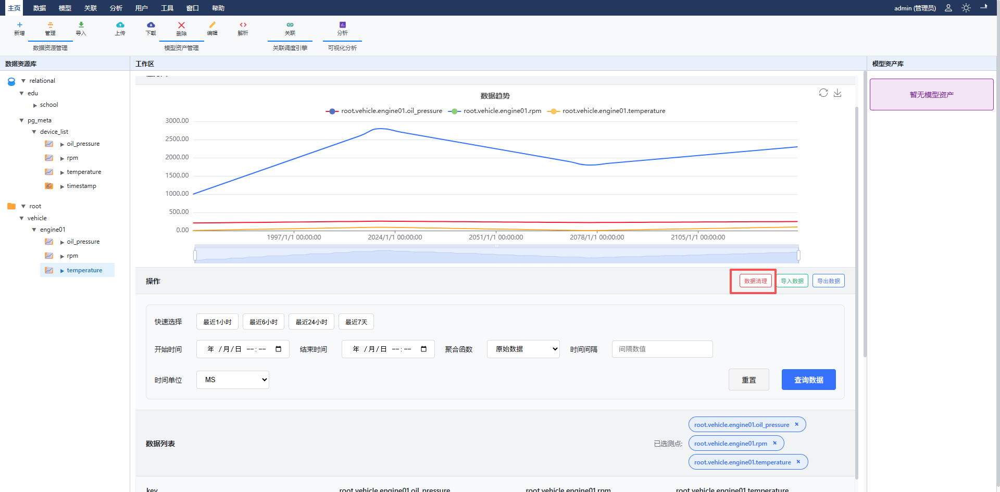 主页 数据 模型 关联 分析 用户 工具 窗口 帮助 admin (管理员)
新增 管理 导入 上传 下载 删除 编辑 解析 关联 分析
数据资源管理 模型资产管理 关联调度引擎 可视化分析
数据资源库
relational
edu
school
pg_meta
device_list
oil_pressure
rpm
temperature
timestamp
root
vehicle
engine01
oil_pressure
rpm
temperature
工作区
数据趋势
root.vehicle.engine01.oil_pressure root.vehicle.engine01.rpm root.vehicle.engine01.temperature
3000.00
2500.00
2000.00
1500.00
1000.00
500.00
0.00
1997/1/1 00:00:00 2024/1/1 00:00:00 2051/1/1 00:00:00 2078/1/1 00:00:00 2105/1/1 00:00:00
操作 数据清理 导入数据 导出数据
快速选择 最近1小时 最近6小时 最近24小时 最近7天
开始时间 年 /月/日 --:-- 结束时间 年 /月/日 --:-- 聚合函数 原始数据 时间间隔 间隔数值
时间单位 MS 重置 查询数据
数据列表 已选测点:
root.vehicle.engine01.oil_pressure ×
root.vehicle.engine01.rpm ×
root.vehicle.engine01.temperature ×
key root.vehicle.engine01.oil_pressure root.vehicle.engine01.rpm root.vehicle.engine01.temperature
模型资产库
暂无模型资产